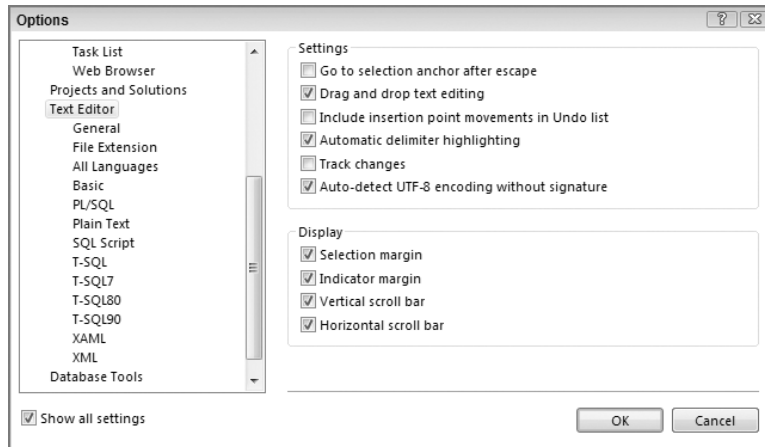 Options
Task List
Web Browser
Projects and Solutions
Text Editor
General
File Extension
All Languages
Basic
PL/SQL
Plain Text
SQL Script
T-SQL
T-SQL7
T-SQL80
T-SQL90
XAML
XML
Database Tools
Show all settings
Settings
Go to selection anchor after escape
Drag and drop text editing
Include insertion point movements in Undo list
Automatic delimiter highlighting
Track changes
Auto-detect UTF-8 encoding without signature
Display
Selection margin
Indicator margin
Vertical scroll bar
Horizontal scroll bar
OK
Cancel